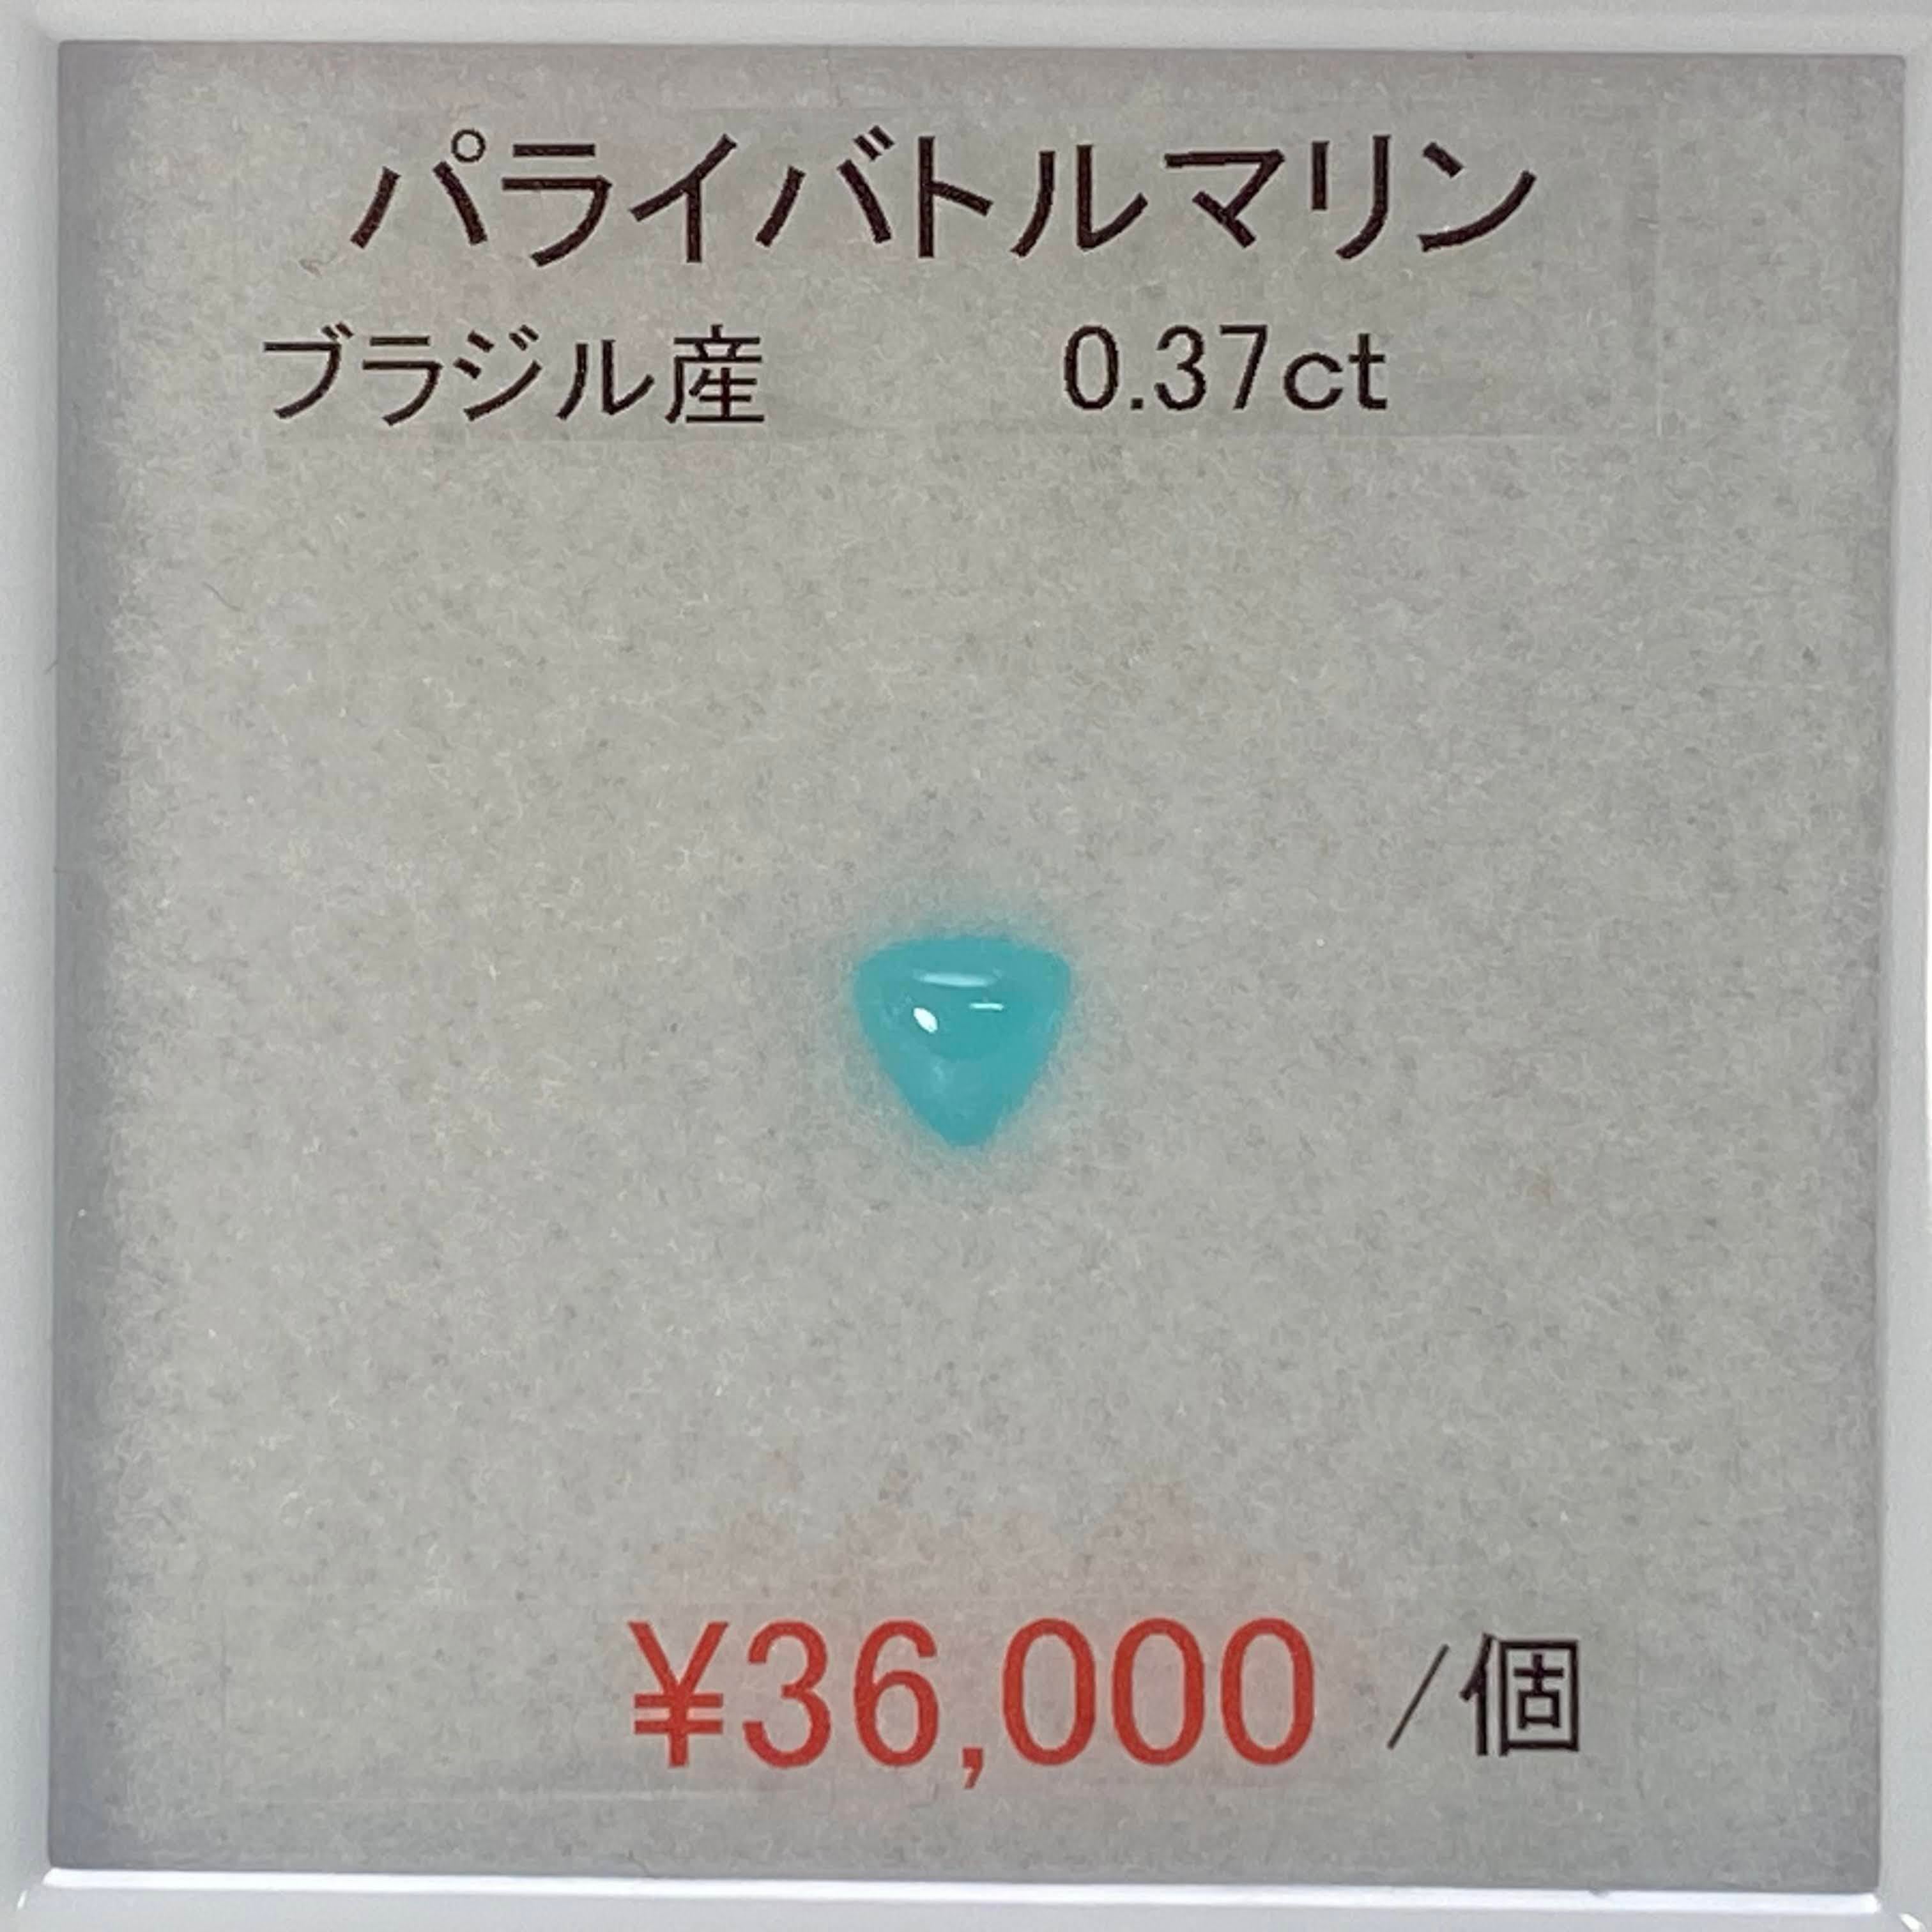 パライバトルマリン
ブラジル産 0.37ct
¥36,000 /個